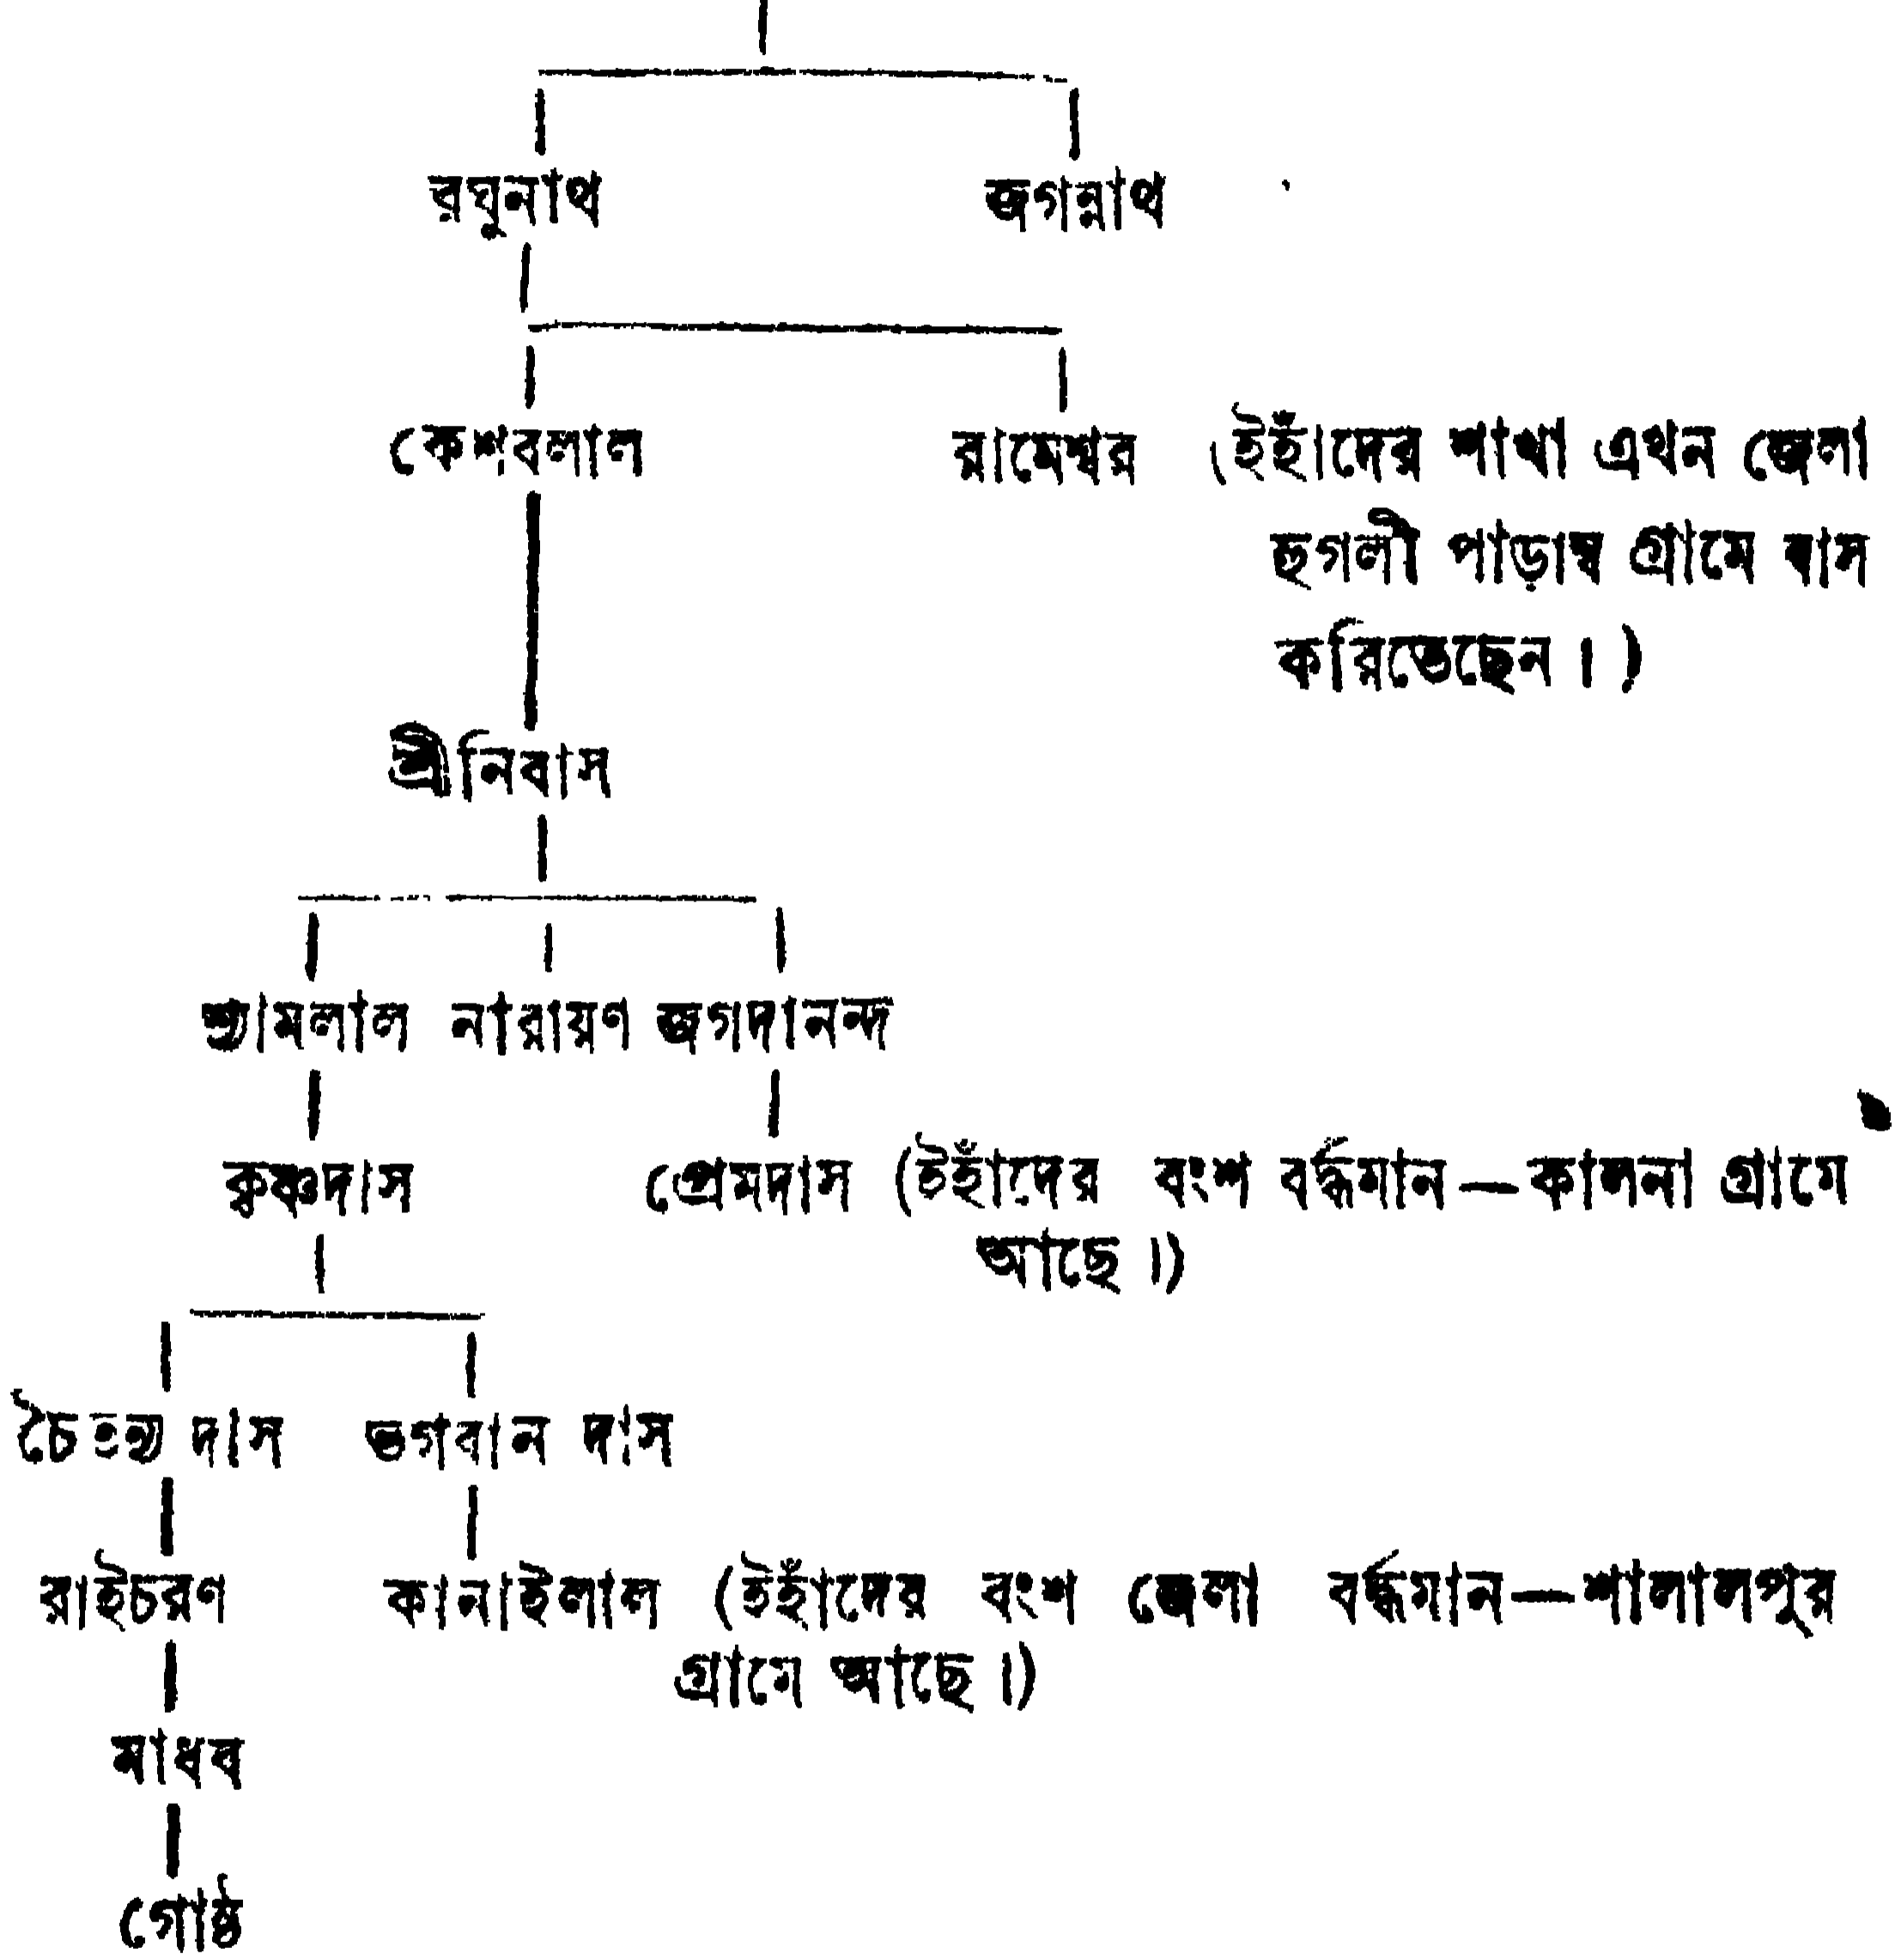 রঘুনাথ জগন্নাথ
কেশবলাল রামেশ্বর (ইহাঁদের শাখা এখন জেলা
হুগলী পাড়াম্ব গ্রামে বাস
করিতেছেন।)
শ্রীনিবাস
শ্যামলাল নারায়ণ জগদানন্দ
কৃষ্ণদাস প্রেমদাস (ইহাঁদের বংশ বর্দ্ধমান—কালনা গ্রামে
আছে।)
চৈতন্য দাস ভগবান দাস
রাইচরণ কানাইলাল (ইহাঁদের বংশ জেলা বর্দ্ধমান—শালালপুর
গ্রামে আছে।)
মাধব
গোষ্ঠ